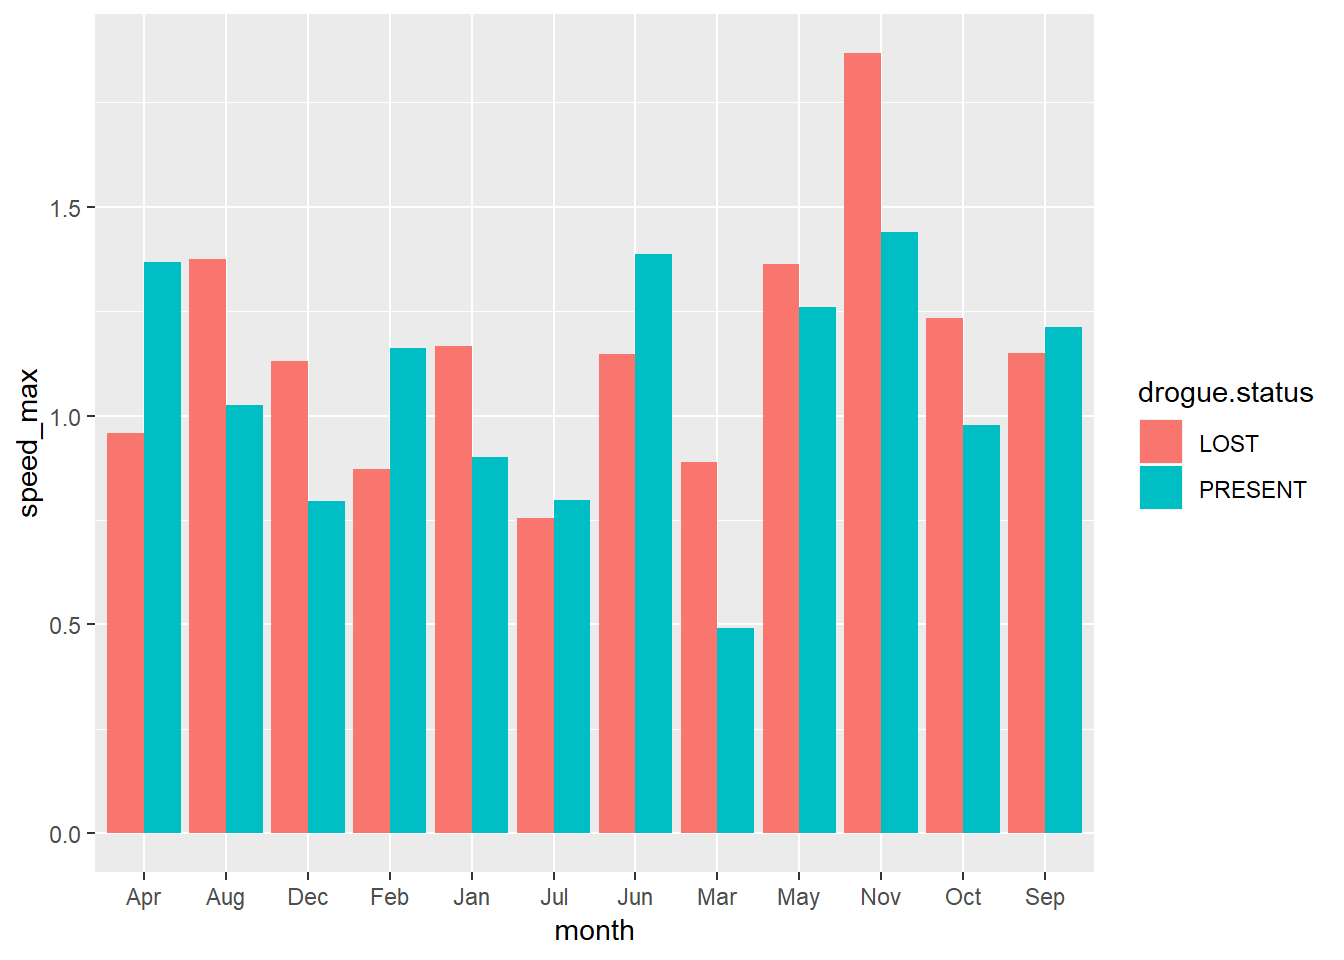 speed_max
1.5
1.0
0.5
0.0
Apr Aug Dec Feb Jan Jul Jun Mar May Nov Oct Sep
month
drogue.status
LOST
PRESENT